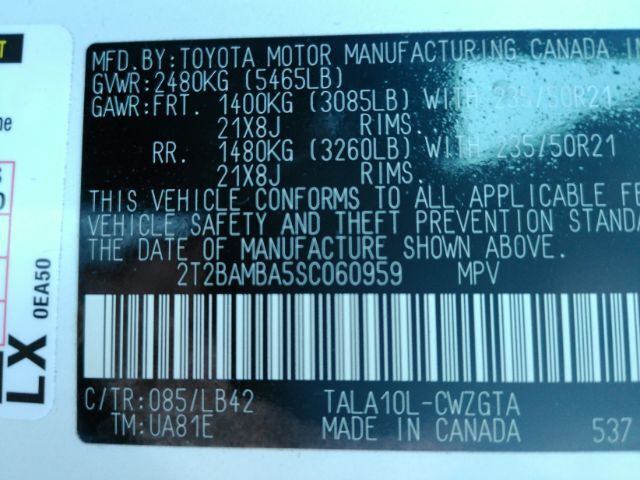 MFD.BY:TOYOTA MOTOR MANUFACTURING CANADA IN
GVWR:2480KG (5465LB)
GAWR:FRT. 1400KG (3085LB) WITH 235/50R21
21X8J RIMS.
RR. 1480KG (3260LB) WITH 235/50R21
21X8J RIMS.
THIS VEHICLE CONFORMS TO ALL APPLICABLE FO
VEHICLE SAFETY AND THEFT PREVENTION STANDA
THE DATE OF MANUFACTURE SHOWN ABOVE.
2T2BAMBA5SC060959 MPV
C/TR:085/LB42 TALA10L-CWZGTA
TM:UA81E MADE IN CANADA 537
LX
0EA50